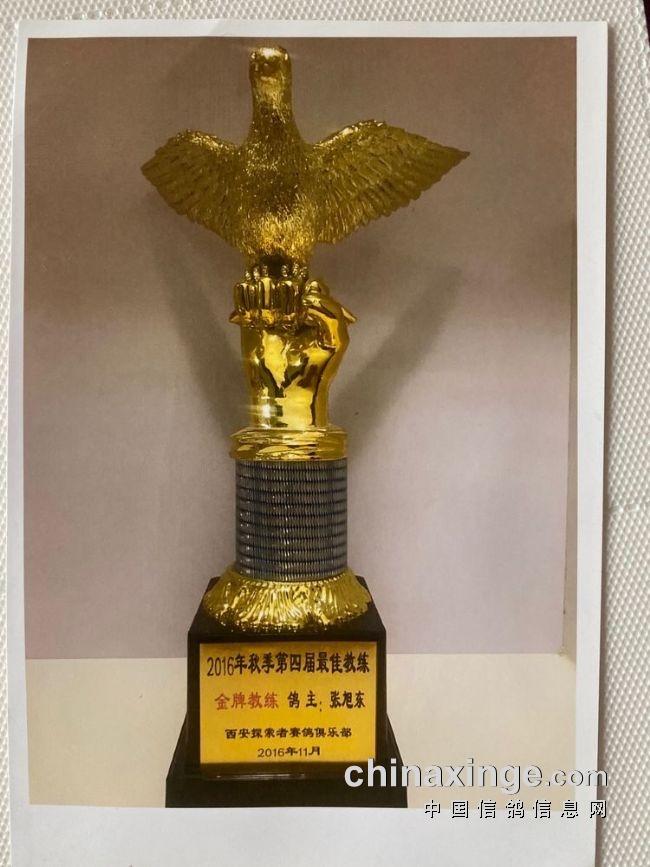 2016年秋季第四届最佳教练
金牌教练 鸽主:张旭东
西安探索者赛鸽俱乐部
2016年11月
chinaxinge.com
中国信鸽信息网